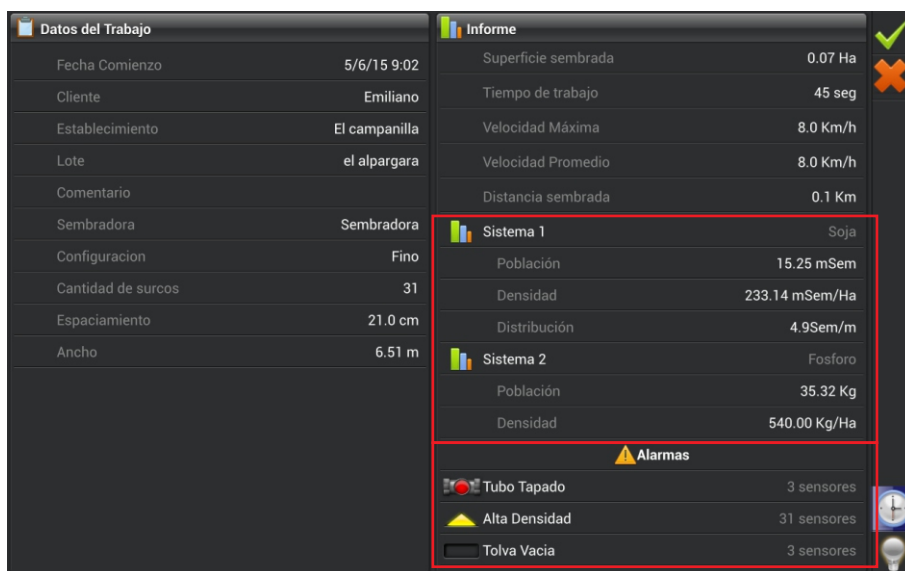 Datos del Trabajo
Fecha Comienzo 5/6/15 9:02
Cliente Emiliano
Establecimiento El campanilla
Lote el alpargara
Comentario
Sembradora Sembradora
Configuracion Fino
Cantidad de surcos 31
Espaciamiento 21.0 cm
Ancho 6.51 m
Informe
Superficie sembrada 0.07 Ha
Tiempo de trabajo 45 seg
Velocidad Máxima 8.0 Km/h
Velocidad Promedio 8.0 Km/h
Distancia sembrada 0.1 Km
Sistema 1 Soja
Población 15.25 mSem
Densidad 233.14 mSem/Ha
Distribución 4.9Sem/m
Sistema 2 Fosforo
Población 35.32 Kg
Densidad 540.00 Kg/Ha
Alarmas
Tubo Tapado 3 sensores
Alta Densidad 31 sensores
Tolva Vacia 3 sensores